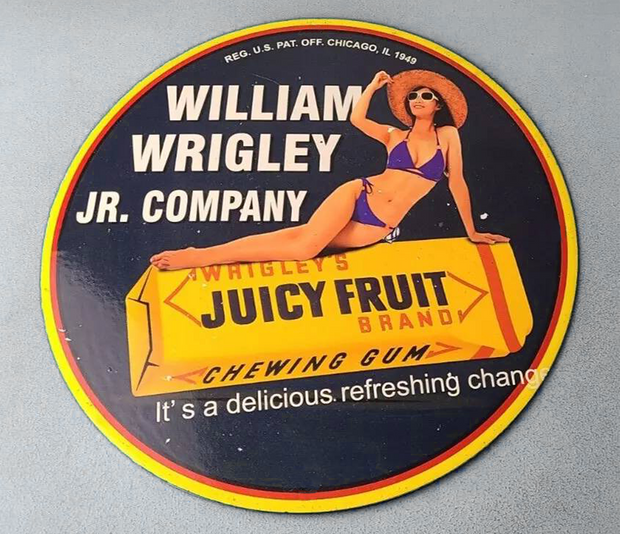 REG. U.S. PAT. OFF. CHICAGO, IL 1949
WILLIAM
WRIGLEY
JR. COMPANY
WRIGLEY'S
JUICY FRUIT
BRAND
CHEWING GUM
It's a delicious refreshing change